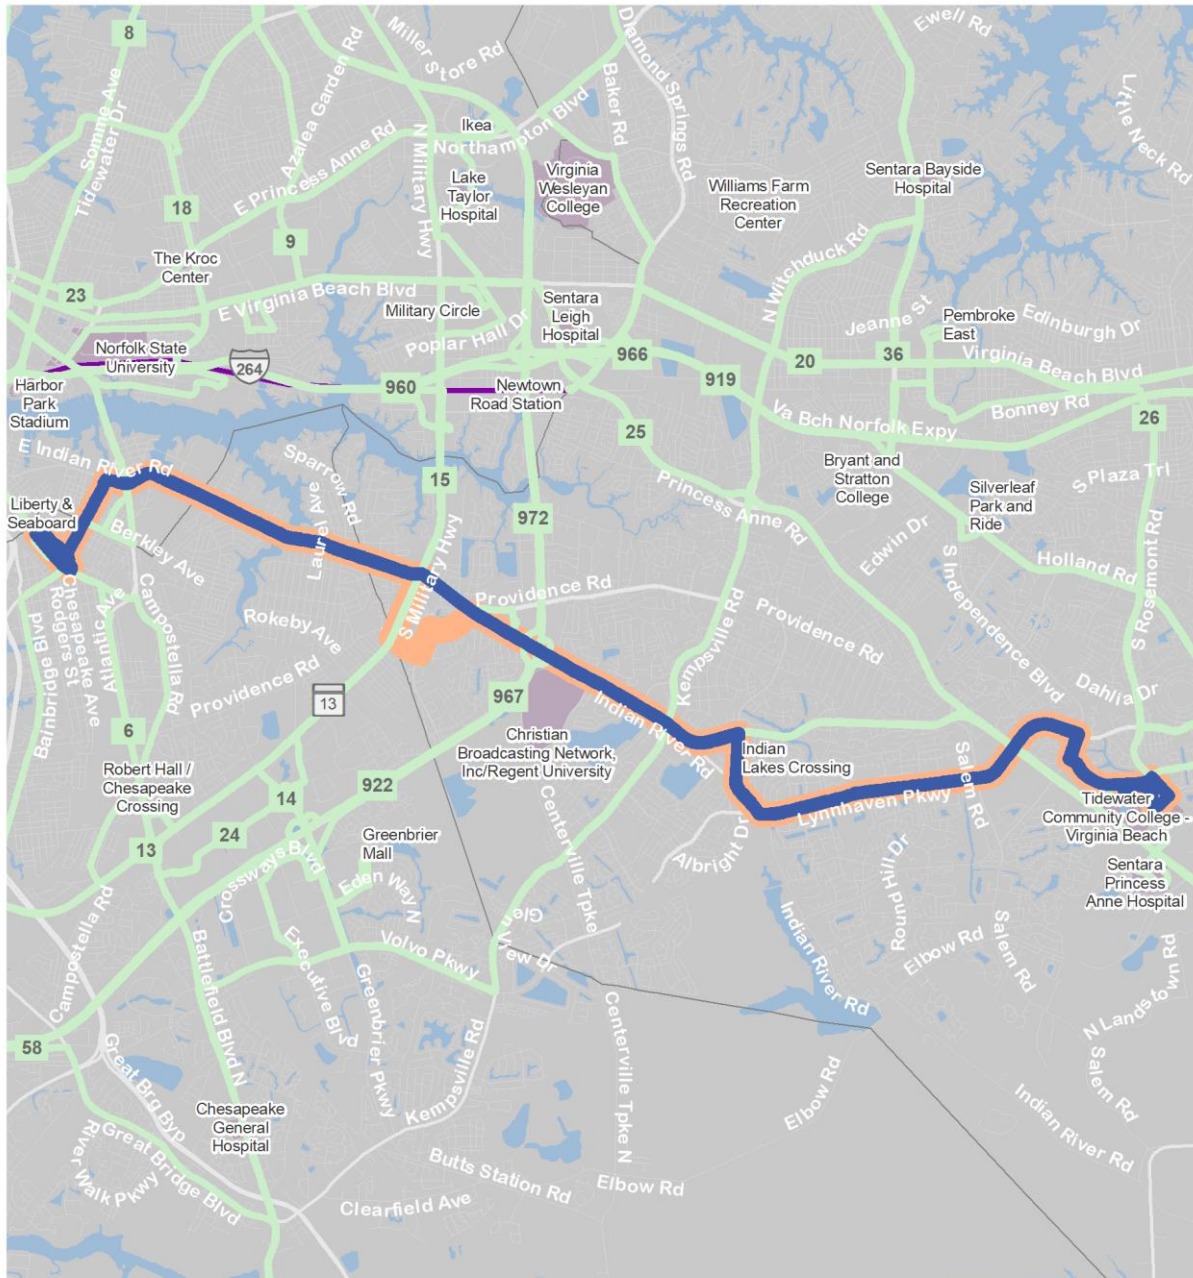 8
Somme Ave
Tidewater Dr
Azalea Garden Rd
Miller Store Rd
Diamond Springs Rd
Baker Rd
Ewell Rd
Little Neck Rd
Ikea
Northampton Blvd
N Military Hwy
E Princess Anne Rd
Lake
Taylor
Hospital
Virginia
Wesleyan
College
Williams Farm
Recreation
Center
Sentara Bayside
Hospital
18
9
The Kroc
Center
N Witchduck Rd
23
E Virginia Beach Blvd
Military Circle
Poplar Hall Dr
Sentara
Leigh
Hospital
Jeanne St
Pembroke
East
Edinburgh Dr
Norfolk State
University
264
966
20
36
Virginia Beach Blvd
Harbor
Park
Stadium
960
Newtown
Road Station
919
Bonney Rd
26
Va Bch Norfolk Expy
25
E Indian River Rd
Sparrow Rd
15
Bryant and
Stratton
College
S Plaza Trl
Silverleaf
Park and
Ride
Princess Anne Rd
Liberty &
Seaboard
Laurel Ave
972
Berkley Ave
S Military Hwy
Edwin Dr
S Independence Blvd
Holland Rd
S Rosemont Rd
Providence Rd
Bainbridge Blvd
Rodgers St
Chesapeake Ave
Atlantic Ave
Campostella Rd
Rokeby Ave
Kempsville Rd
Providence Rd
Providence Rd
13
967
Indian River Rd
Dahlia Dr
6
Christian
Broadcasting Network,
Inc/Regent University
Indian
Lakes Crossing
Salem Rd
Robert Hall /
Chesapeake
Crossing
922
14
Lynnhaven Pkwy
Tidewater
Community College -
Virginia Beach
24
13
Greenbrier
Mall
Centerville Tpke
Albright Dr
Round Hill Dr
Sentara
Princess
Anne Hospital
Crossways Blvd
Eden Way N
Campostella Rd
Battlefield Blvd N
Executive Blvd
Greenbrier Pkwy
Volvo Pkwy
Glen View Dr
Indian River Rd
Elbow Rd
Salem Rd
N Landstown Rd
58
Great Brg Byp
Kempsville Rd
Centerville Tpke N
Elbow Rd
Salem Rd
Chesapeake
General
Hospital
Indian River Rd
River Walk Pkwy
Great Bridge Blvd
Butts Station Rd
Elbow Rd
Clearfield Ave